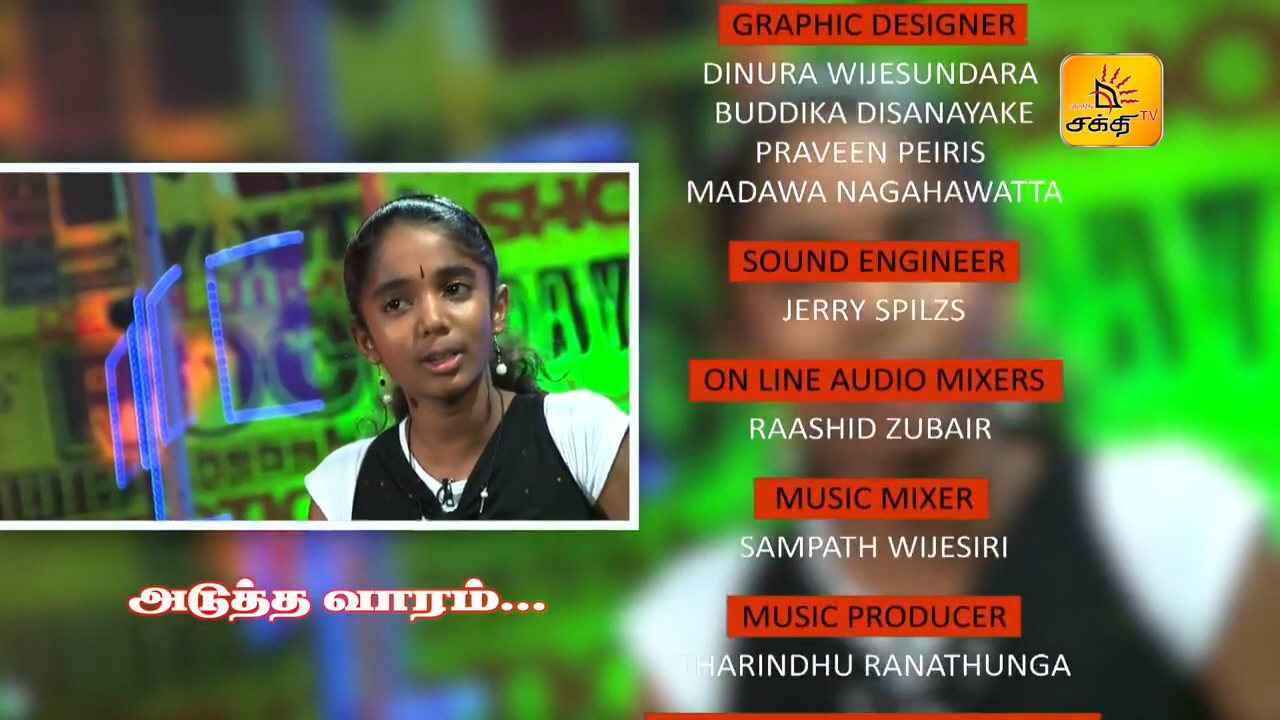 GRAPHIC DESIGNER
DINURA WIJESUNDARA
BUDDIKA DISANAYAKE
PRAVEEN PEIRIS
MADAWA NAGAHAWATTA
சக்தி TV
SOUND ENGINEER
JERRY SPILZS
ON LINE AUDIO MIXERS
RAASHID ZUBAIR
MUSIC MIXER
SAMPATH WIJESIRI
MUSIC PRODUCER
THARINDHU RANATHUNGA
அடுத்த வாரம்...